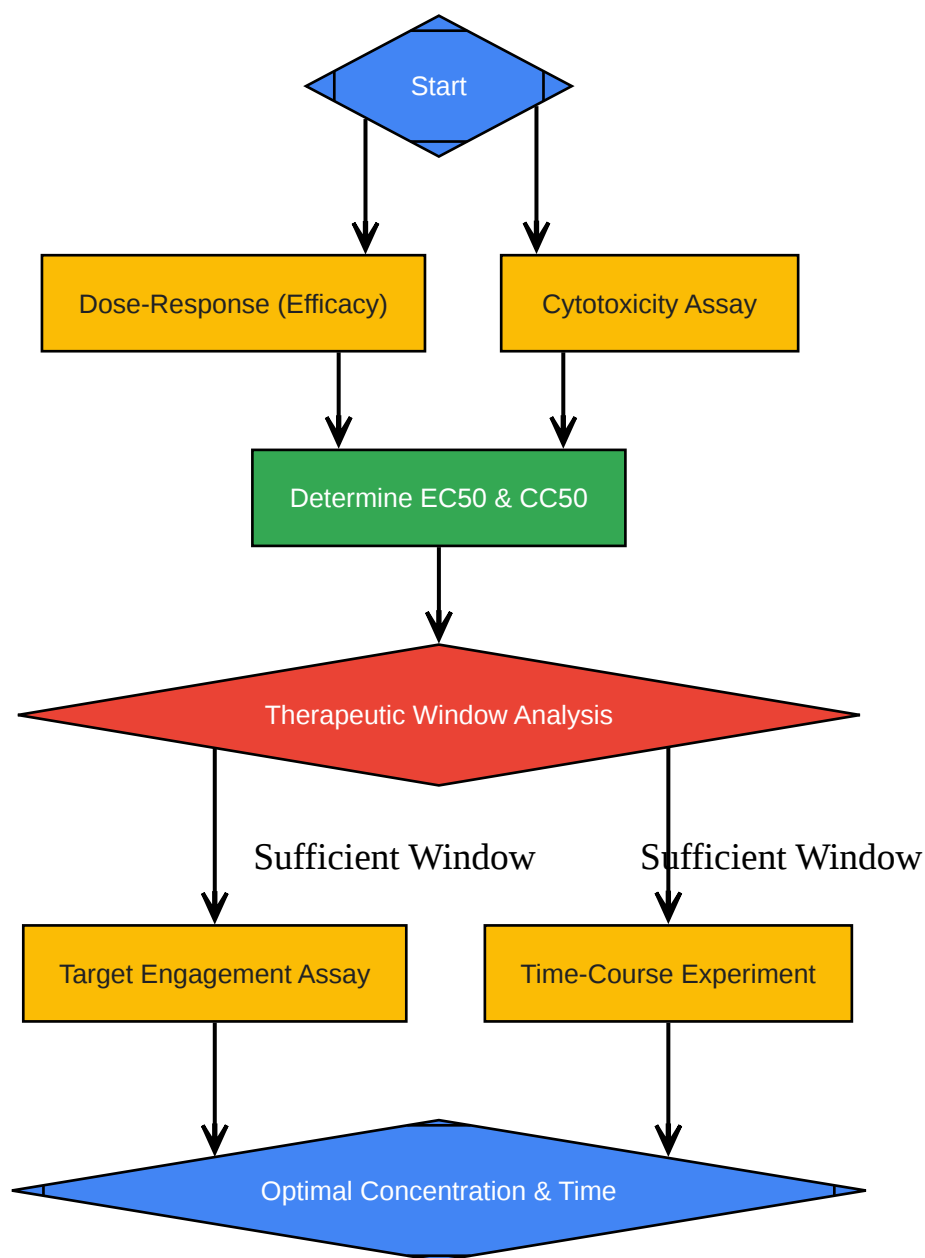 Start
Dose-Response (Efficacy)
Cytotoxicity Assay
Determine EC50 & CC50
Therapeutic Window Analysis
Sufficient Window
Sufficient Window
Target Engagement Assay
Time-Course Experiment
Optimal Concentration & Time